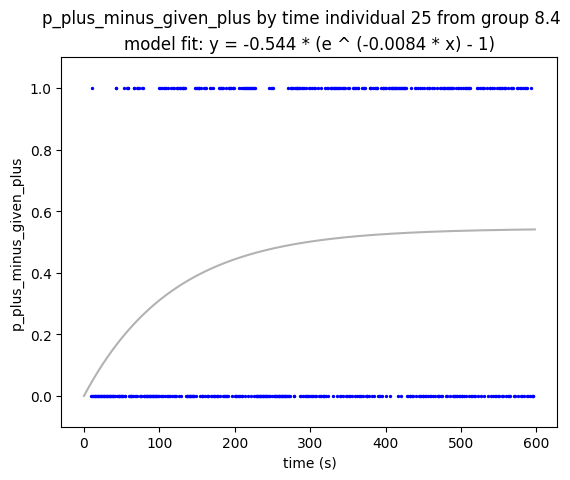 p_plus_minus_given_plus by time individual 25 from group 8.4
model fit: y = -0.544 * (e ^ (-0.0084 * x) - 1)
p_plus_minus_given_plus
1.0
0.8
0.6
0.4
0.2
0.0
0 100 200 300 400 500 600
time (s)